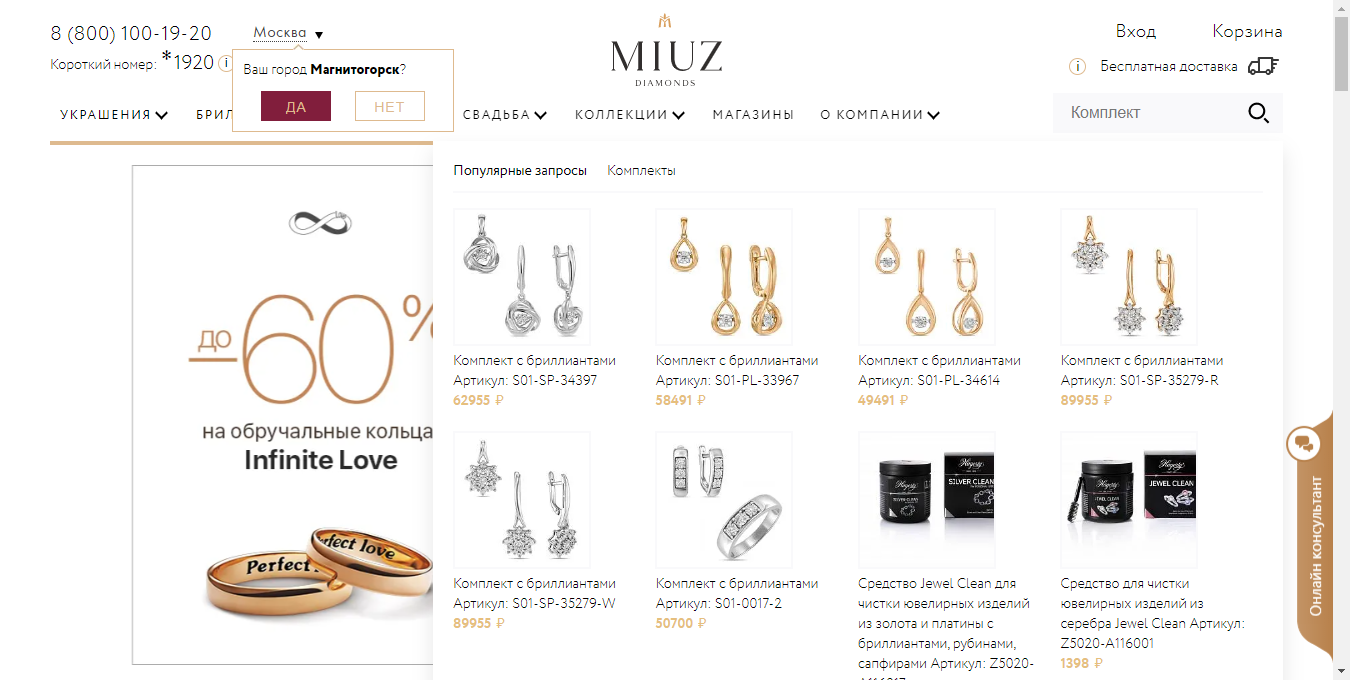 8 (800) 100-19-20
Москва
Короткий номер: *1920
i
Ваш город Магнитогорск?
ДА
НЕТ
MIUZ
DIAMONDS
Вход
Корзина
i
Бесплатная доставка
УКРАШЕНИЯ
БРИЛ
СВАДЬБА
КОЛЛЕКЦИИ
МАГАЗИНЫ
О КОМПАНИИ
Комплект
до 60%
на обручальные кольца
Infinite Love
Perfect
Perfect love
Популярные запросы
Комплекты
Комплект с бриллиантами
Артикул: S01-SP-34397
62955 ₽
Комплект с бриллиантами
Артикул: S01-PL-33967
58491 ₽
Комплект с бриллиантами
Артикул: S01-PL-34614
49491 ₽
Комплект с бриллиантами
Артикул: S01-SP-35279-R
89955 ₽
Комплект с бриллиантами
Артикул: S01-SP-35279-W
89955 ₽
Комплект с бриллиантами
Артикул: S01-0017-2
50700 ₽
Hagerty
SILVER CLEAN
Hagerty
SILVER CLEAN
Средство Jewel Clean для
чистки ювелирных изделий
из золота и платины с
бриллиантами, рубинами,
сапфирами Артикул: Z5020-
Hagerty
JEWEL CLEAN
Hagerty
JEWEL CLEAN
Средство для чистки
ювелирных изделий из
серебра Jewel Clean Артикул:
Z5020-A116001
1398 ₽
Онлайн консультант